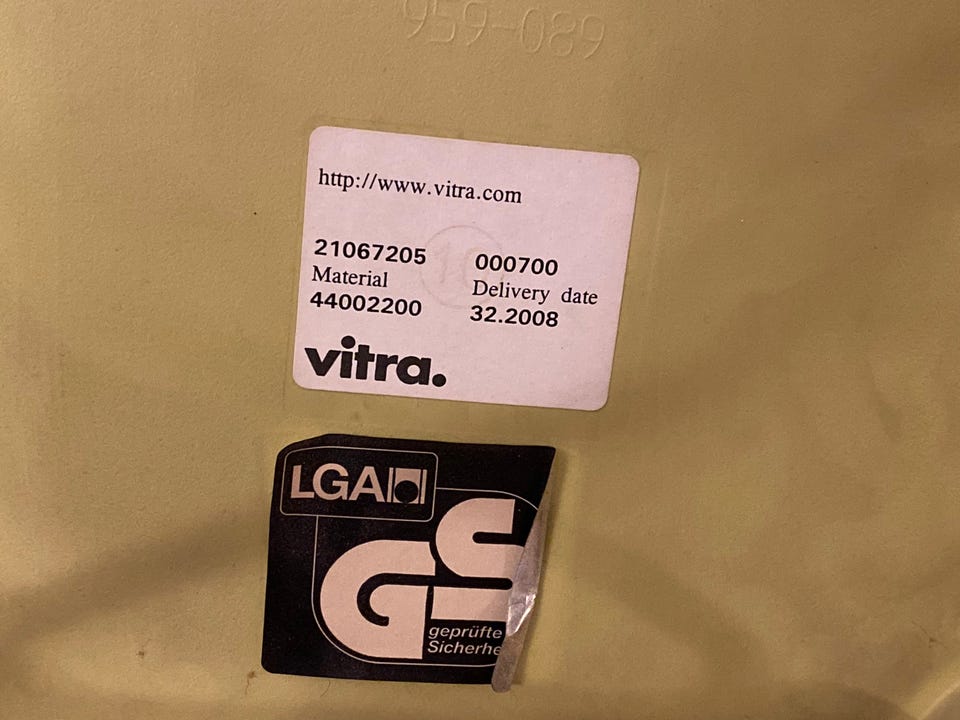 959-089
http://www.vitra.com
21067205 000700
Material Delivery date
44002200 32.2008
vitra.
LGA
GS
geprüfte
Sicherhe